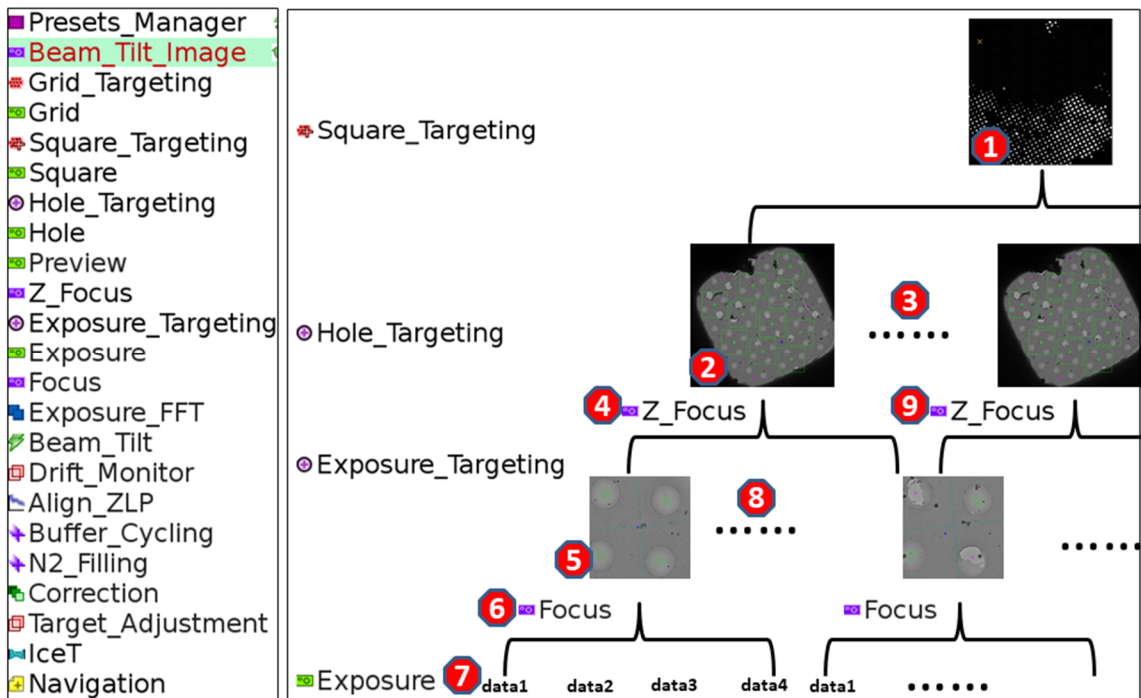 Presets_Manager
Beam_Tilt_Image
Grid_Targeting
Grid
Square_Targeting
Square
Hole_Targeting
Hole
Preview
Z_Focus
Exposure_Targeting
Exposure
Focus
Exposure_FFT
Beam_Tilt
Drift_Monitor
Align_ZLP
Buffer_Cycling
N2_Filling
Correction
Target_Adjustment
IceT
Navigation
Square_Targeting
1
Hole_Targeting
2
3
4 Z_Focus
9 Z_Focus
Exposure_Targeting
5
8
6 Focus
Focus
Exposure 7 data1 data2 data3 data4 data1